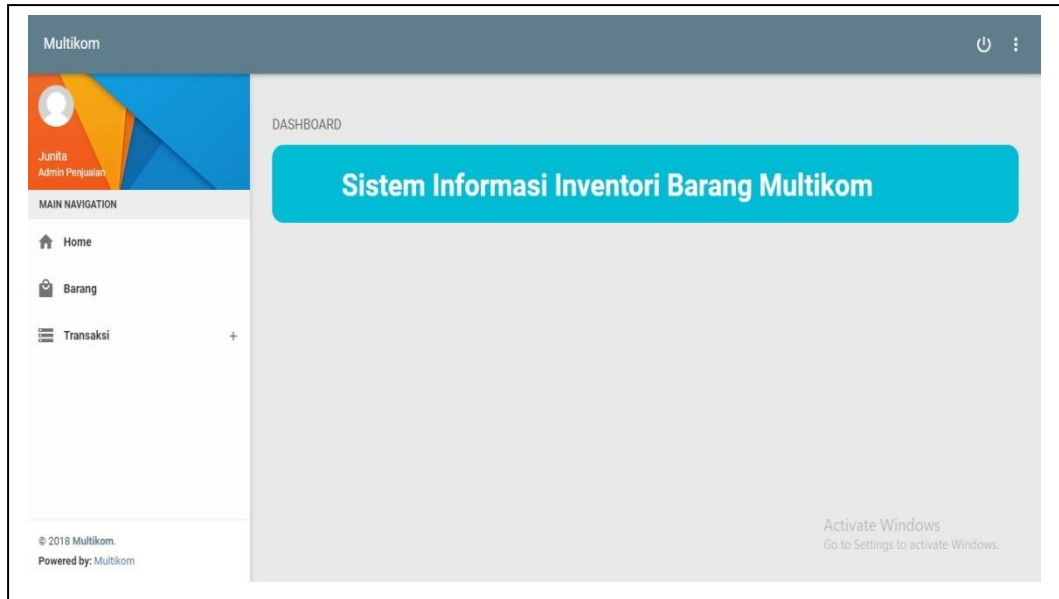 Multikom
Junita
Admin Penjualan
MAIN NAVIGATION
Home
Barang
Transaksi +
© 2018 Multikom.
Powered by: Multikom
DASHBOARD
Sistem Informasi Inventori Barang Multikom
Activate Windows
Go to Settings to activate Windows.